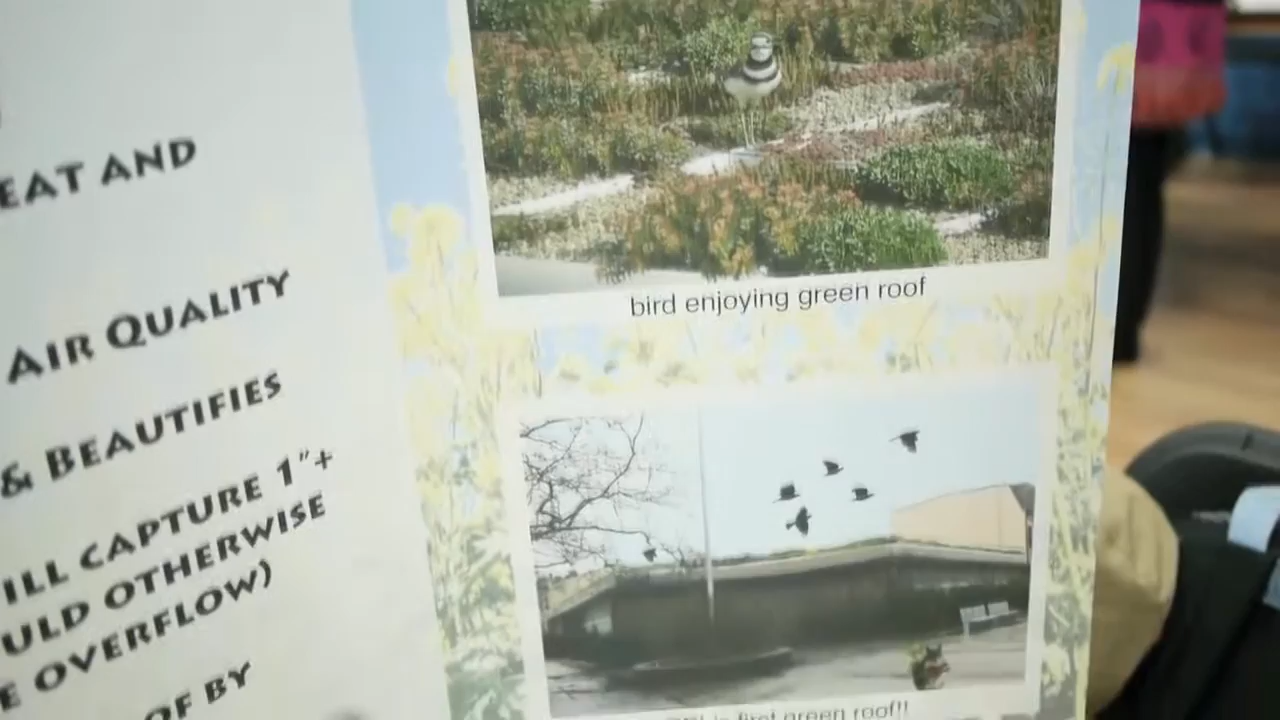 EAT AND
AIR QUALITY
& BEAUTIFIES
ILL CAPTURE 1"+
ULD OTHERWISE
E OVERFLOW)
OF BY
bird enjoying green roof
first green roof!!